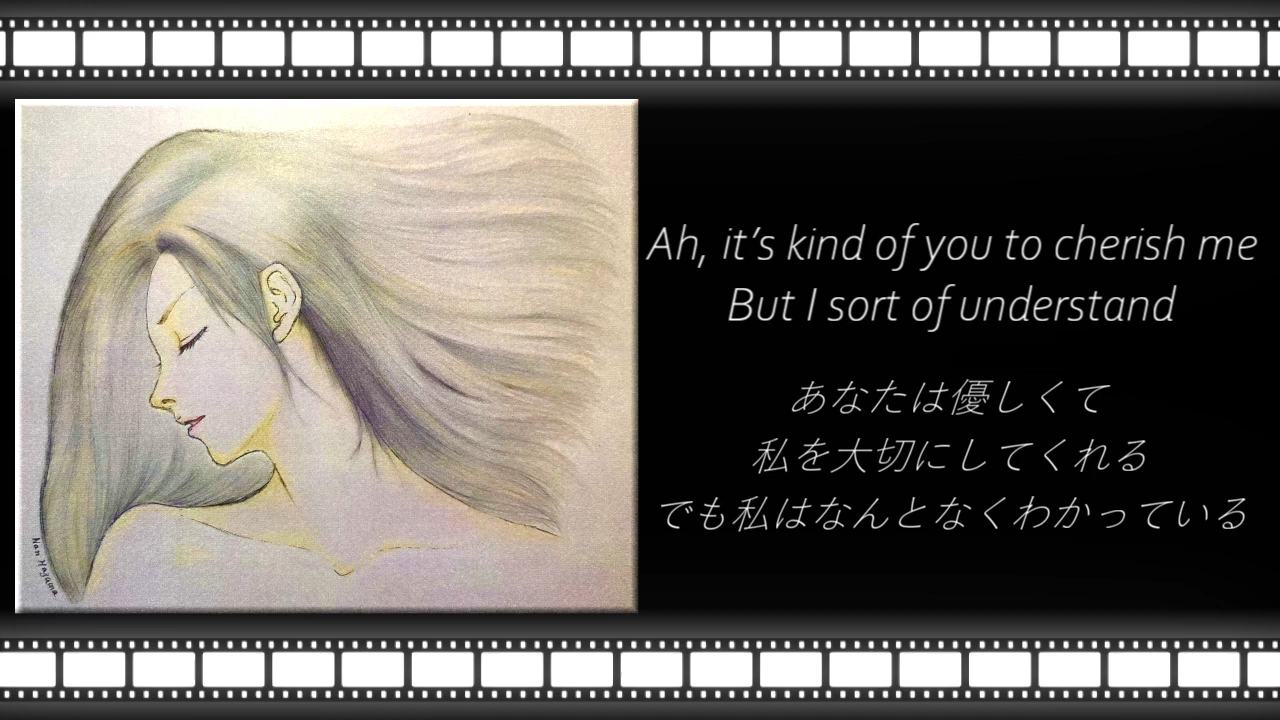 Ah, it’s kind of you to cherish me
But I sort of understand
あなたは優しくて
私を大切にしてくれる
でも私はなんとなくわかっている
Nan Hazama